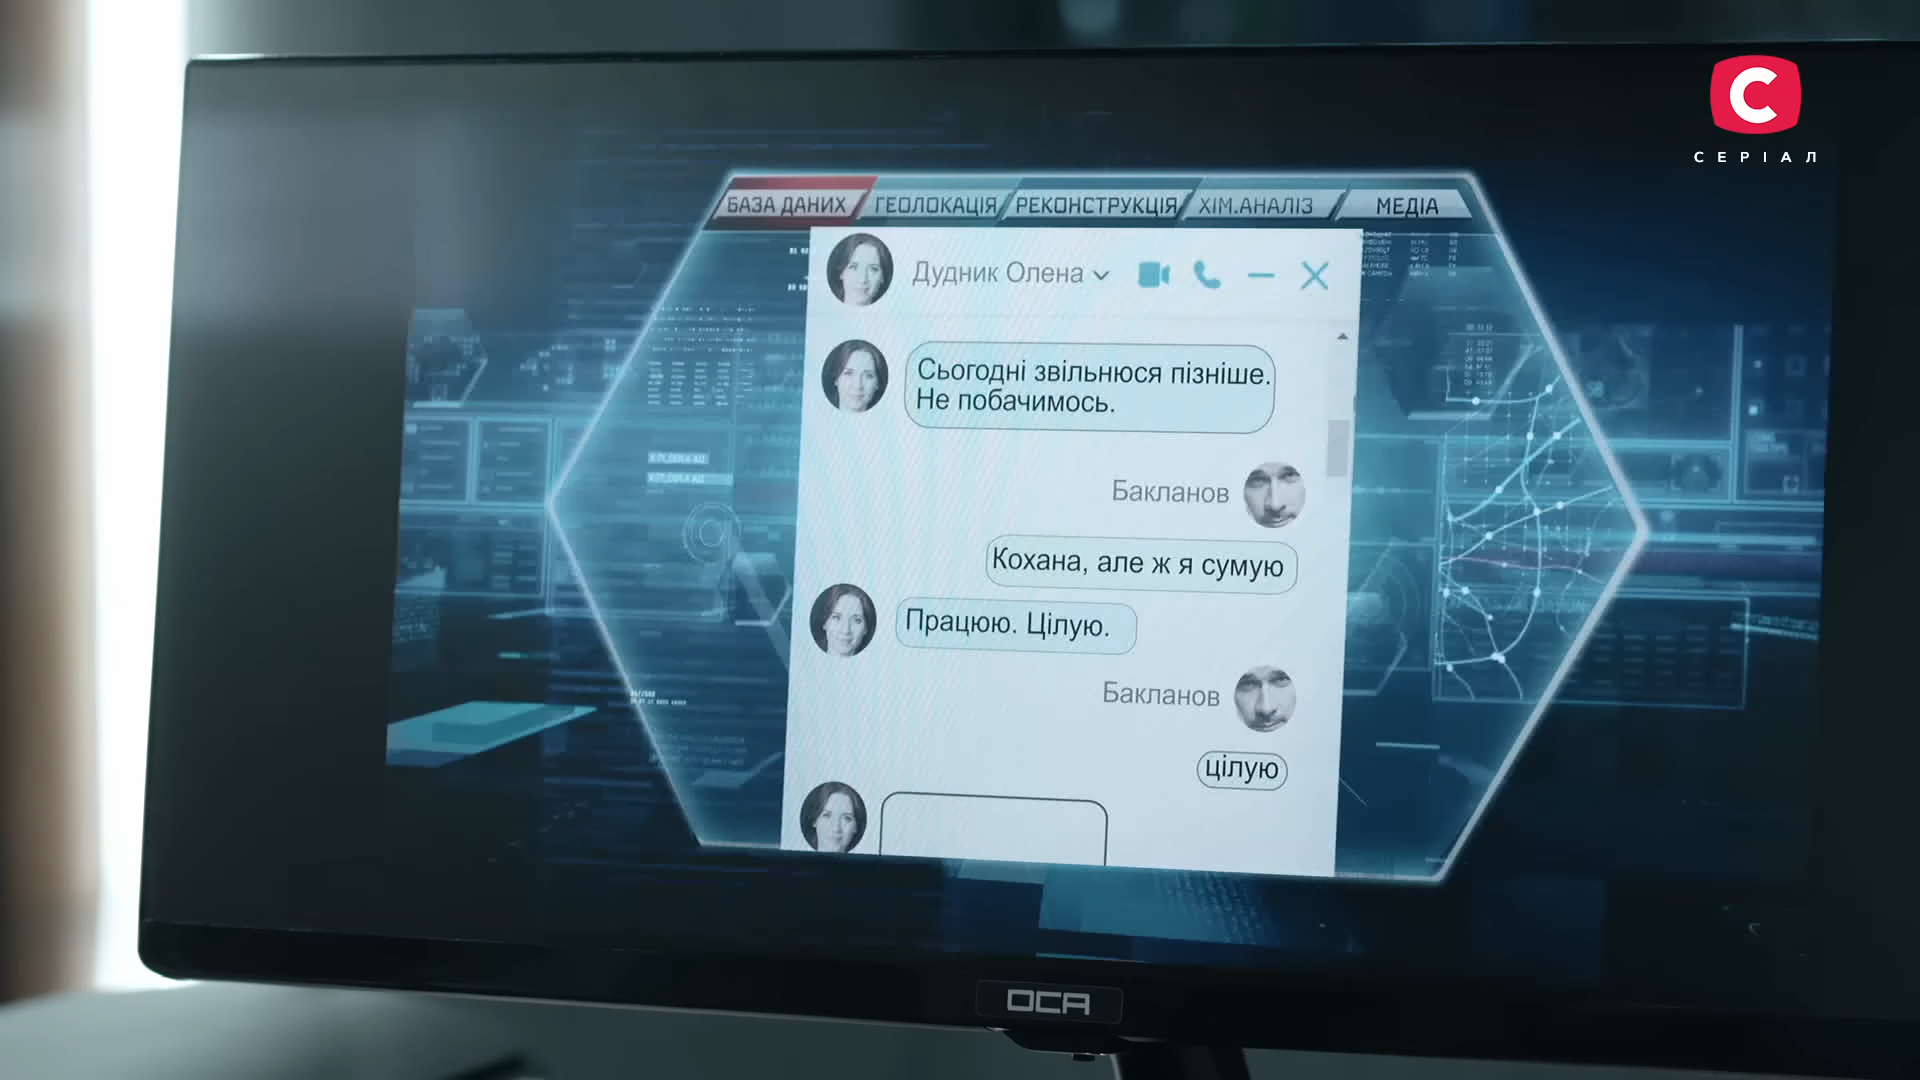 С
СЕРІАЛ
БАЗА ДАНИХ
ГЕОЛОКАЦІЯ
РЕКОНСТРУКЦІЯ
ХІМ.АНАЛІЗ
МЕДІА
Дудник Олена
Сьогодні звільнюся пізніше.
Не побачимось.
Бакланов
Кохана, але ж я сумую
Працюю. Цілую.
Бакланов
цілую
OCA